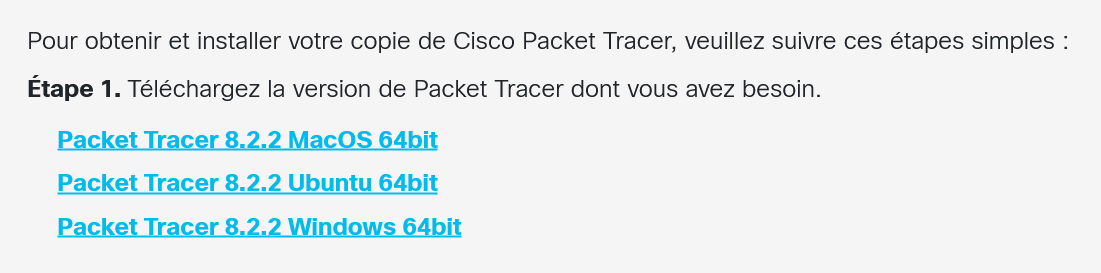 Pour obtenir et installer votre copie de Cisco Packet Tracer, veuillez suivre ces étapes simples :
Étape 1. Téléchargez la version de Packet Tracer dont vous avez besoin.
Packet Tracer 8.2.2 MacOS 64bit
Packet Tracer 8.2.2 Ubuntu 64bit
Packet Tracer 8.2.2 Windows 64bit